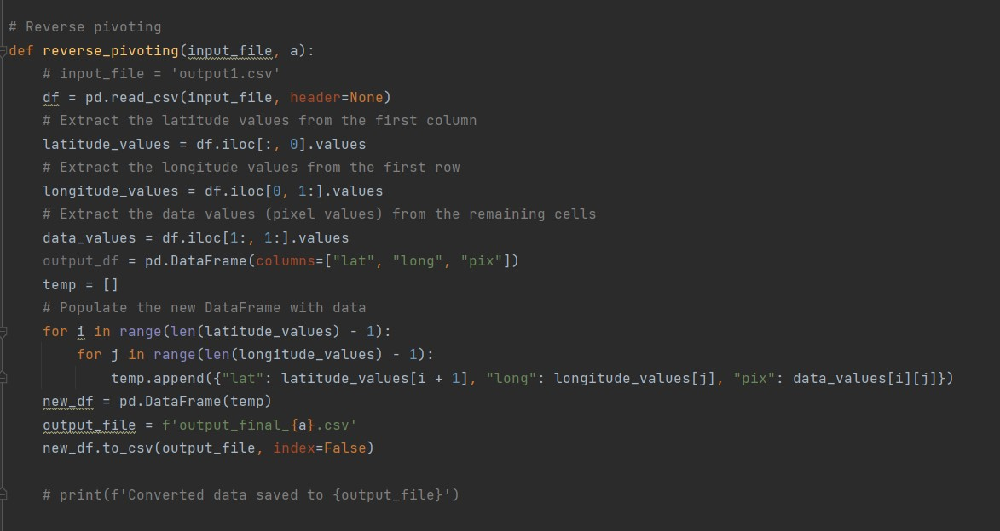 # Reverse pivoting
def reverse_pivoting(input_file, a):
    # input_file = 'output1.csv'
    df = pd.read_csv(input_file, header=None)
    # Extract the latitude values from the first column
    latitude_values = df.iloc[:, 0].values
    # Extract the longitude values from the first row
    longitude_values = df.iloc[0, 1:].values
    # Extract the data values (pixel values) from the remaining cells
    data_values = df.iloc[1:, 1:].values
    output_df = pd.DataFrame(columns=["lat", "long", "pix"])
    temp = []
    # Populate the new DataFrame with data
    for i in range(len(latitude_values) - 1):
        for j in range(len(longitude_values) - 1):
            temp.append({"lat": latitude_values[i + 1], "long": longitude_values[j], "pix": data_values[i][j]})
    new_df = pd.DataFrame(temp)
    output_file = f'output_final_{a}.csv'
    new_df.to_csv(output_file, index=False)
    # print(f'Converted data saved to {output_file}')